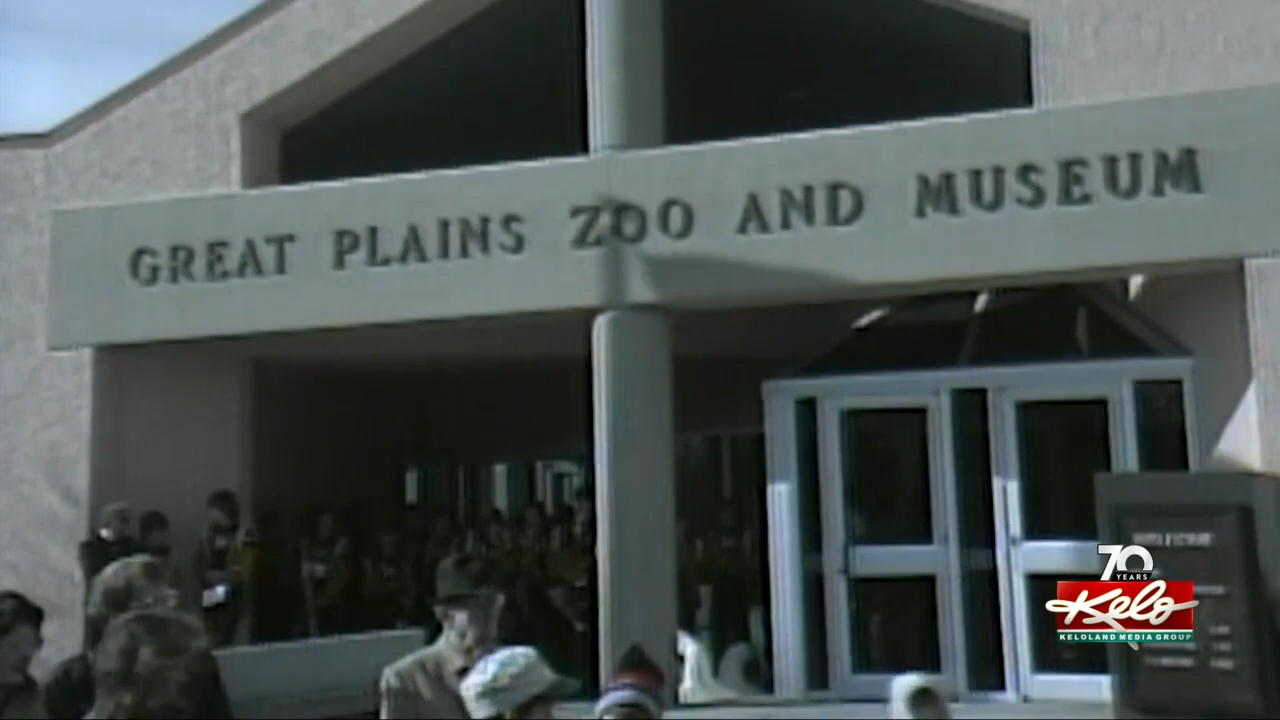 GREAT PLAINS ZOO AND MUSEUM
70
YEARS
Kelo
KELOLAND MEDIA GROUP